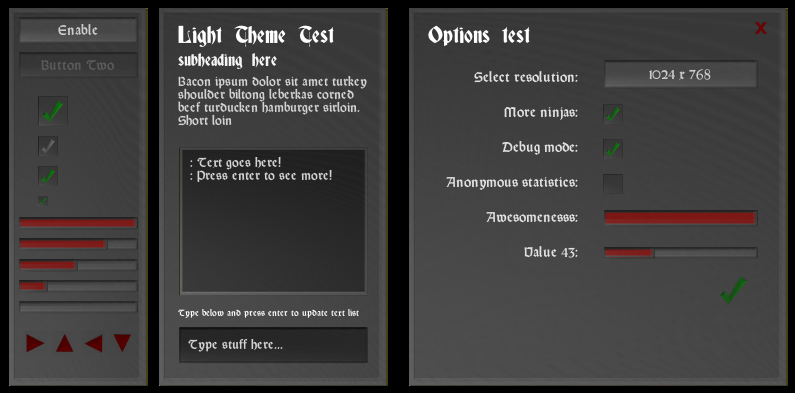 Enable
Button Two
Light Theme Test
subheading here
Bacon ipsum dolor sit amet turkey
shoulder biltong leberkas corned
beef turducken hamburger sirloin.
Short loin
: Text goes here!
: Press enter to see more!
Type below and press enter to update text list
Type stuff here...
Options test
X
Select resolution:
1024 x 768
More ninjas:
Debug mode:
Anonymous statistics:
Awesomenesss:
Value 43: